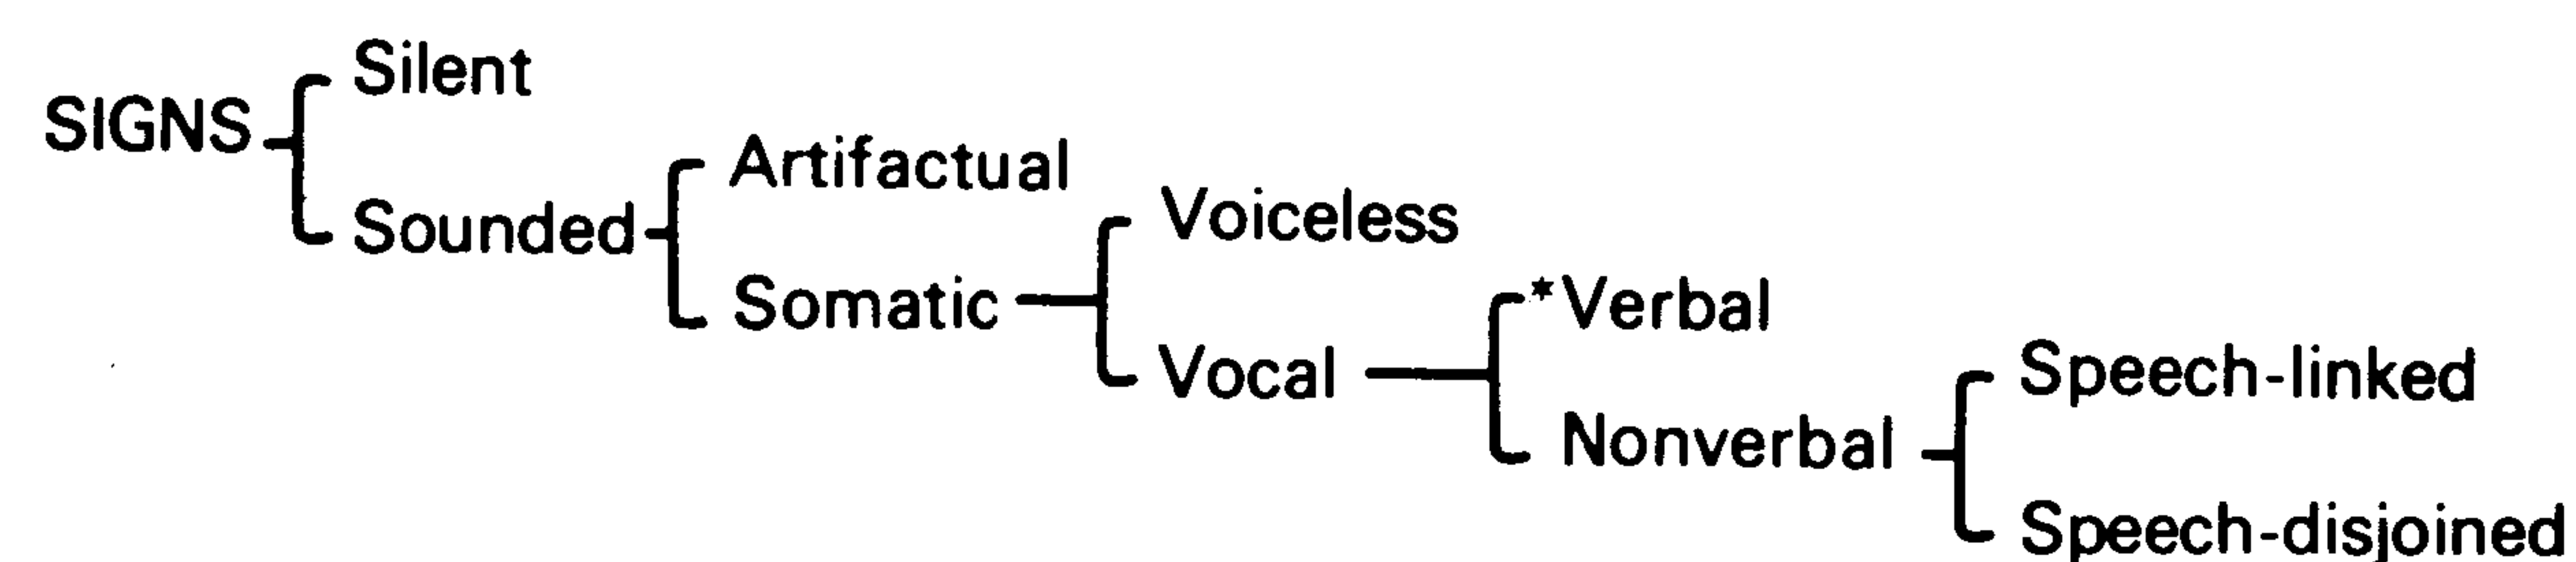 SIGNS
Silent
Sounded
Artifactual
Somatic
Voiceless
Vocal
*Verbal
Nonverbal
Speech-linked
Speech-disjoined